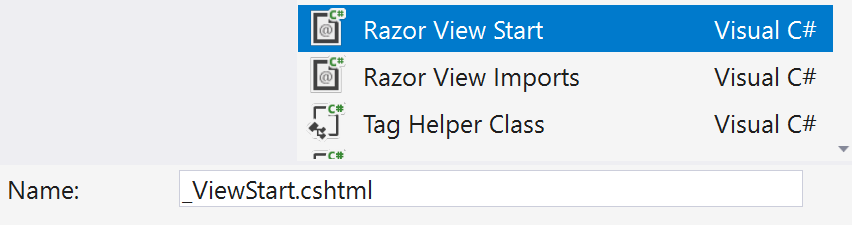 C# Razor View Start Visual C#
C# Razor View Imports Visual C#
C# Tag Helper Class Visual C#
C#
Name: _ViewStart.cshtml